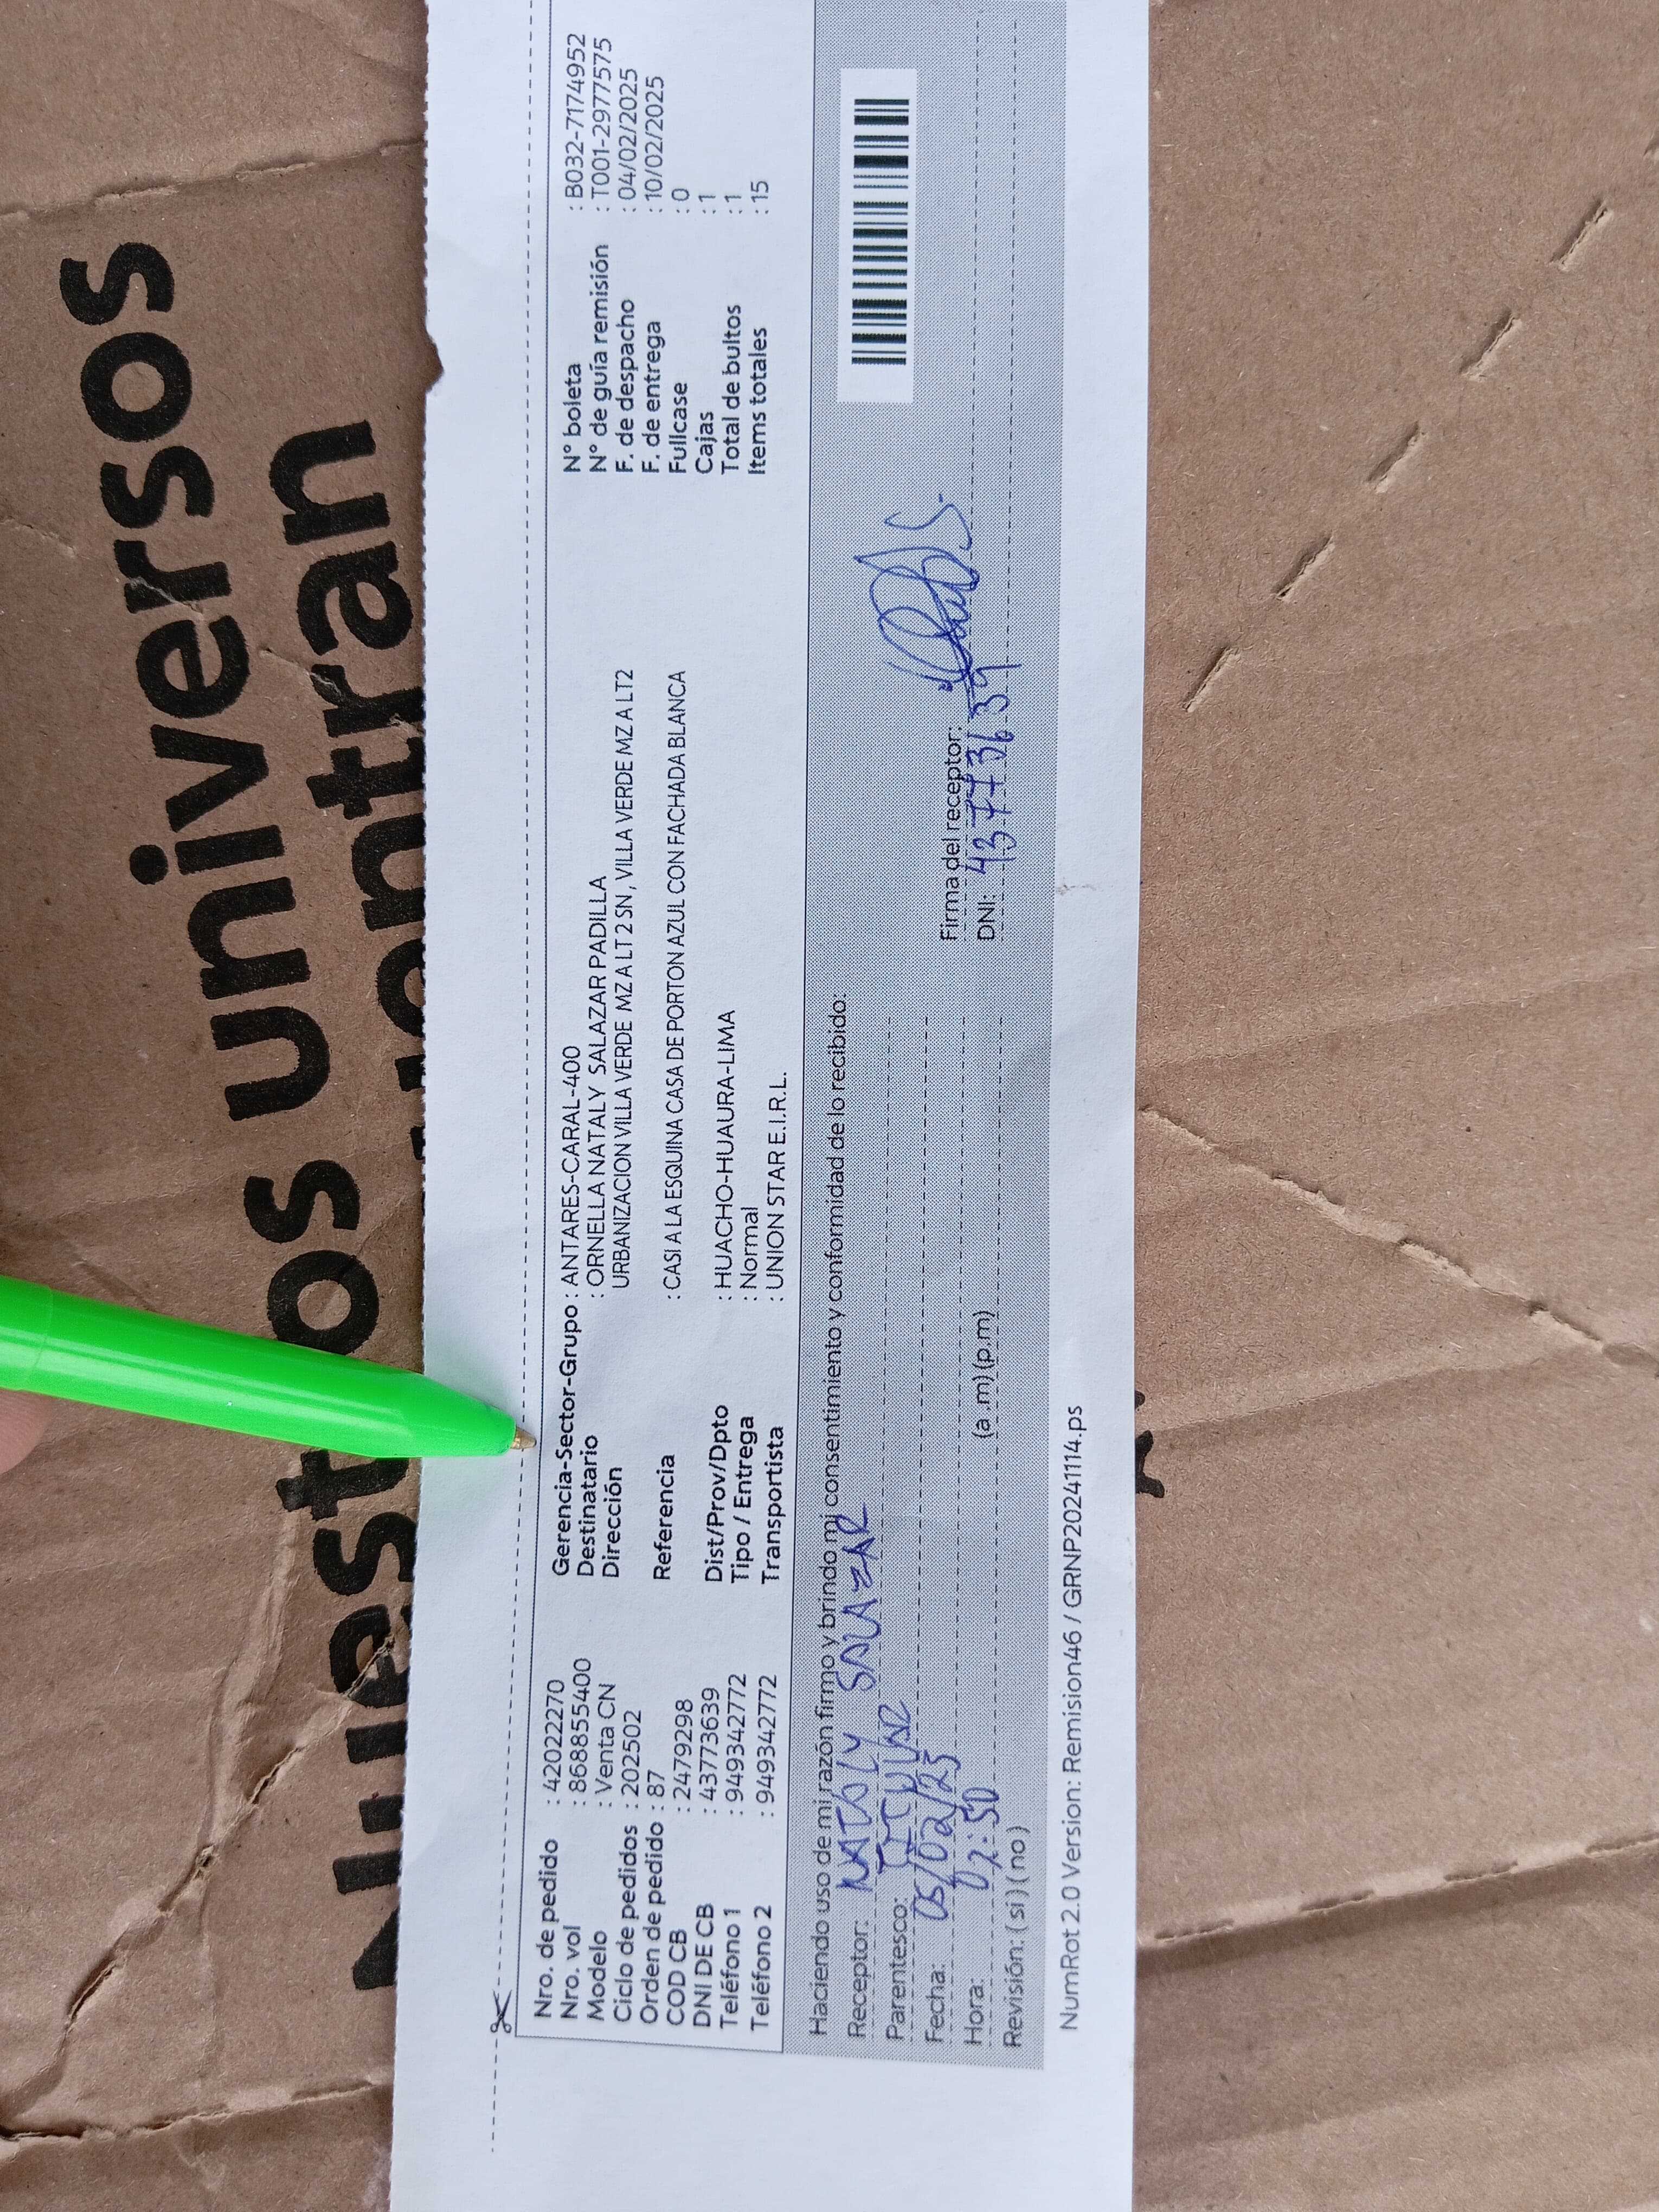 Nuestros universos
Nro. de pedido : 42022270
Nro. vol : 868855400
Modelo : Venta CN
Ciclo de pedidos : 202502
Orden de pedido : 87
COD CB : 2479298
DNI DE CB : 43773639
Teléfono 1 : 949342772
Teléfono 2 : 949342772
Gerencia-Sector-Grupo : ANTARES-CARAL-400
Destinatario : ORNELLA NATALY SALAZAR PADILLA
Dirección URBANIZACION VILLA VERDE MZ A LT 2 SN, VILLA VERDE MZ A LT2
Referencia : CASI A LA ESQUINA CASA DE PORTON AZUL CON FACHADA BLANCA
Dist/Prov/Dpto : HUACHO-HUAURA-LIMA
Tipo / Entrega : Normal
Transportista : UNION STAR E.I.R.L.
N° boleta : B032-7174952
N° de guía remisión : T001-2977575
F. de despacho : 04/02/2025
F. de entrega : 10/02/2025
Fullcase : 0
Cajas : 1
Total de bultos : 1
Items totales : 15
Haciendo uso de mi razón firmo y brindo mi consentimiento y conformidad de lo recibido:
Receptor: NATALY SALAZAR
Parentesco: TITULAR
Fecha: 05/02/25
Hora: 02:50 (a .m) (p.m)
Revisión: ( si ) ( no )
Firma del receptor:
DNI: 43773639
NumRot 2.0 Version: Remision46 / GRNP20241114.ps